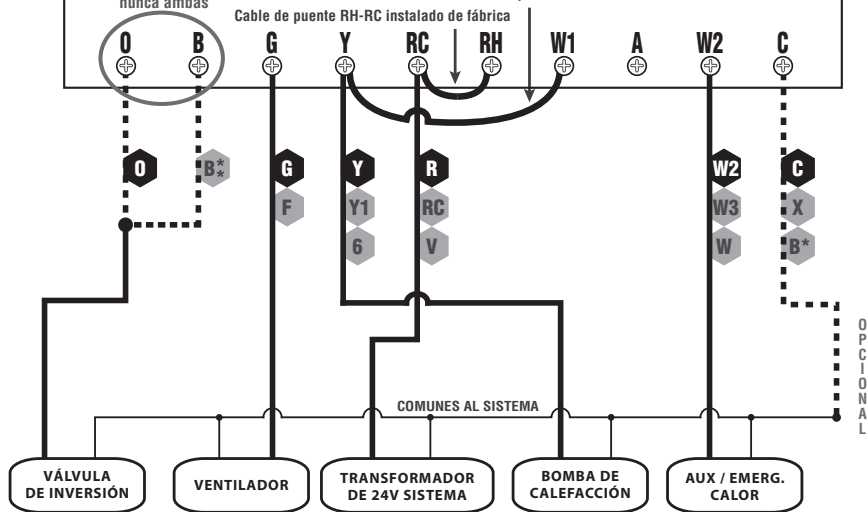 nunca ambas
Cable de puente RH-RC instalado de fábrica
O B G Y RC RH W1 A W2 C
O B** G Y R W2 C
F Y1 RC W3 X
6 V W B*
OPCIONAL
COMUNES AL SISTEMA
VÁLVULA
DE INVERSIÓN
VENTILADOR
TRANSFORMADOR
DE 24V SISTEMA
BOMBA DE
CALEFACCIÓN
AUX / EMERG.
CALOR